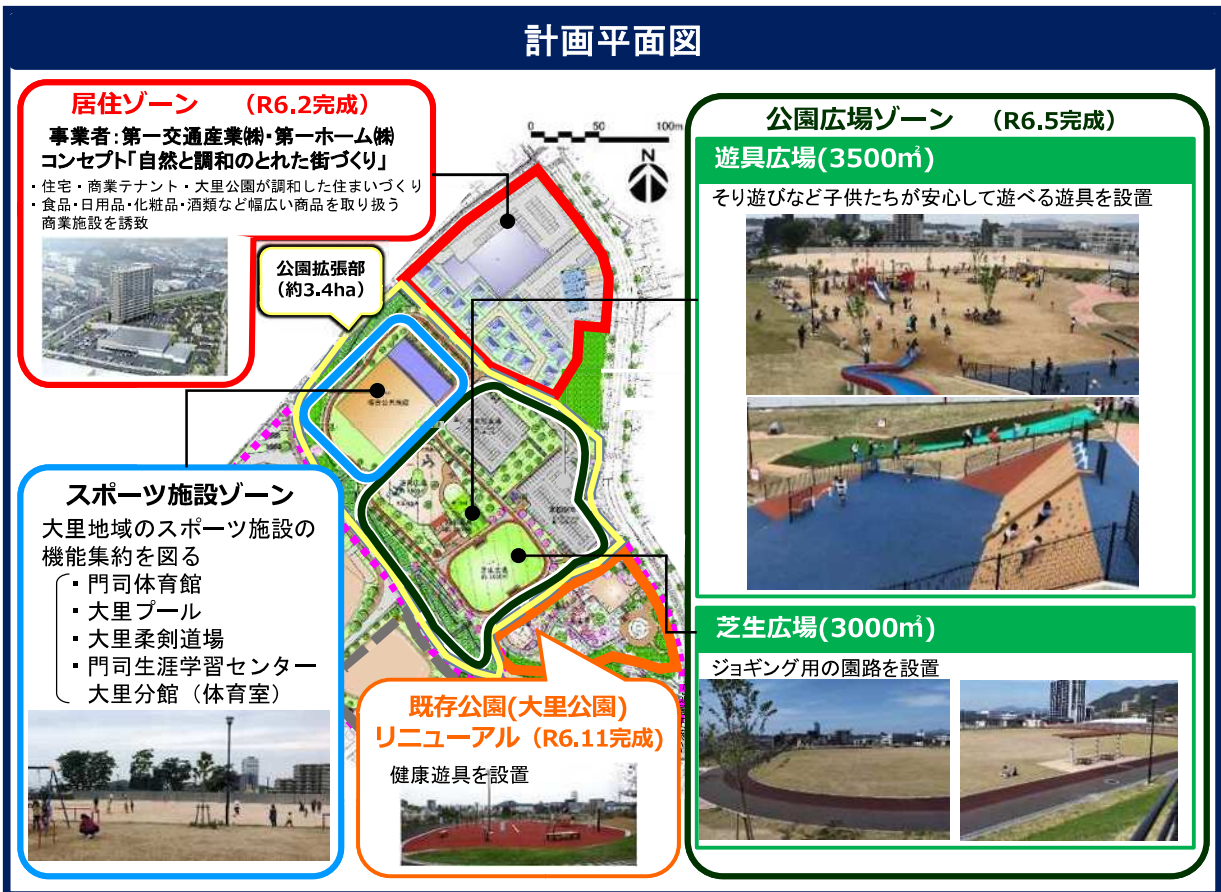 計画平面図
居住ゾーン （R6.2完成）
事業者：第一交通産業㈱・第一ホーム㈱
コンセプト「自然と調和のとれた街づくり」
・住宅・商業テナント・大里公園が調和した住まいづくり
・食品・日用品・化粧品・酒類など幅広い商品を取り扱う
商業施設を誘致
公園拡張部
（約3.4ha）
0 50 100m
N
複合公共施設
スポーツ施設ゾーン
大里地域のスポーツ施設の
機能集約を図る
・門司体育館
・大里プール
・大里柔剣道場
・門司生涯学習センター
大里分館（体育室）
既存公園(大里公園)
リニューアル（R6.11完成）
健康遊具を設置
公園広場ゾーン （R6.5完成）
遊具広場(3500㎡)
そり遊びなど子供たちが安心して遊べる遊具を設置
芝生広場(3000㎡)
ジョギング用の園路を設置